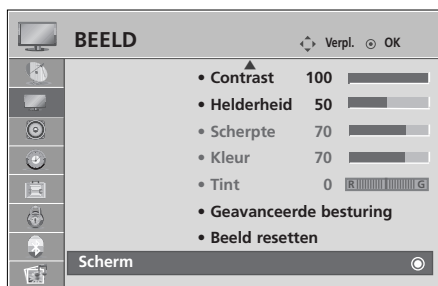 BEELD
Verpl. OK
• Contrast 100
• Helderheid 50
• Scherpte 70
• Kleur 70
• Tint 0 R G
• Geavanceerde besturing
• Beeld resetten
Scherm